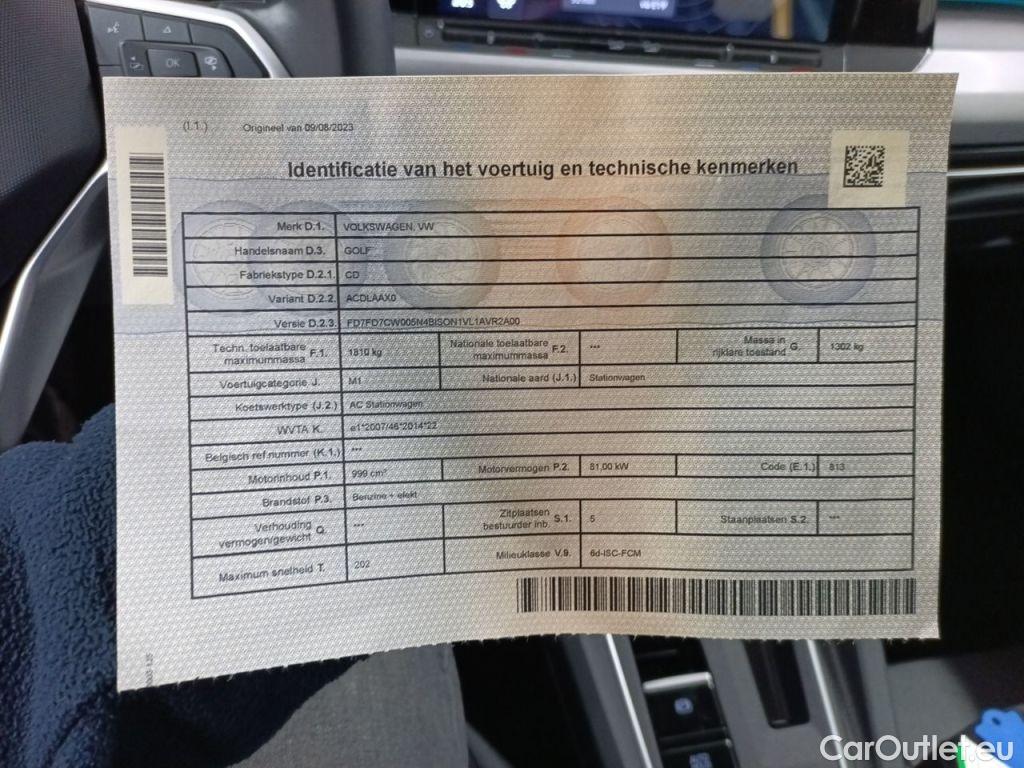 OK
(I.1.) Origineel van 09/08/2023
Identificatie van het voertuig en technische kenmerken
Merk D.1. VOLKSWAGEN, VW
Handelsnaam D.3. GOLF
Fabriekstype D.2.1. CD
Variant D.2.2. ACDLAAX0
Versie D.2.3. FD7FD7CW005N4BISON1VL1AVR2A00
Techn. toelaatbare maximummassa F.1. 1810 kg Nationale toelaatbare maximummassa F.2. *** Massa in rijklare toestand G. 1302 kg
Voertuigcategorie J. M1 Nationale aard (J.1.) Stationwagen
Koetswerktype (J.2.) AC Stationwagen
WVTA K. e1*2007/46*2014*22
Belgisch ref.nummer (K.1.) ***
Motorinhoud P.1. 999 cm³ Motorvermogen P.2. 81,00 kW Code (E.1.) 813
Brandstof P.3. Benzine + elekt
Verhouding vermogen/gewicht Q. *** Zitplaatsen bestuurder inb. S.1. 5 Staanplaatsen S.2. ***
Maximum snelheid T. 202 Milieuklasse V.9. 6d-ISC-FCM
CarOutlet.eu